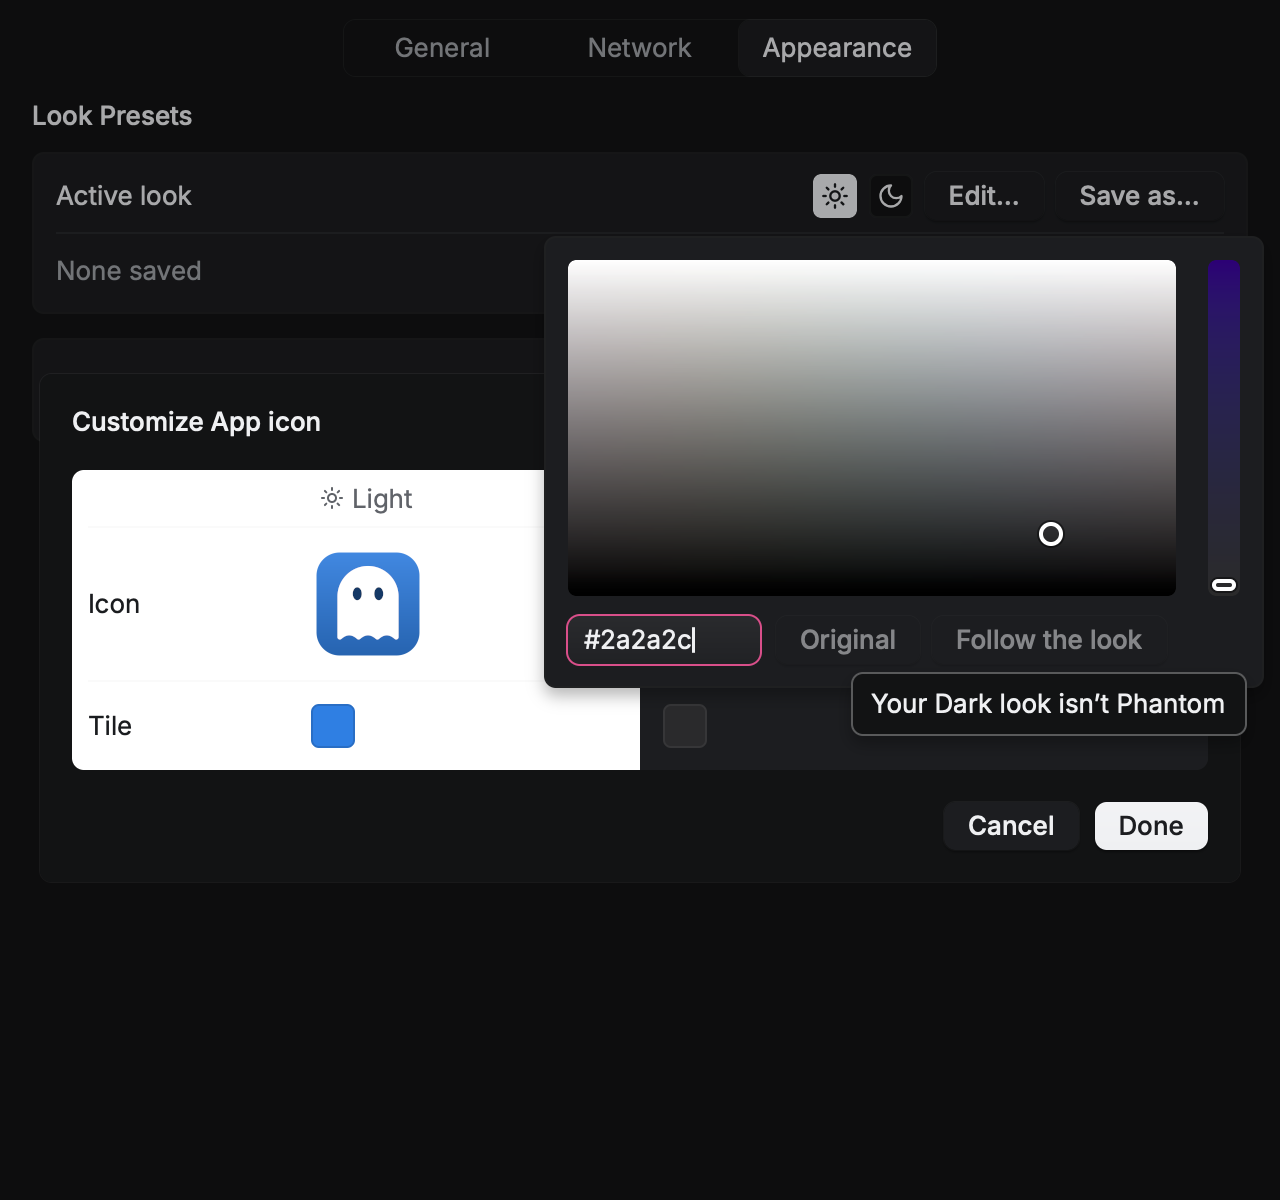 General
Network
Appearance
Look Presets
Active look
Edit...
Save as...
None saved
Customize App icon
Light
Icon
#2a2a2c
Original
Follow the look
Your Dark look isn’t Phantom
Tile
Cancel
Done